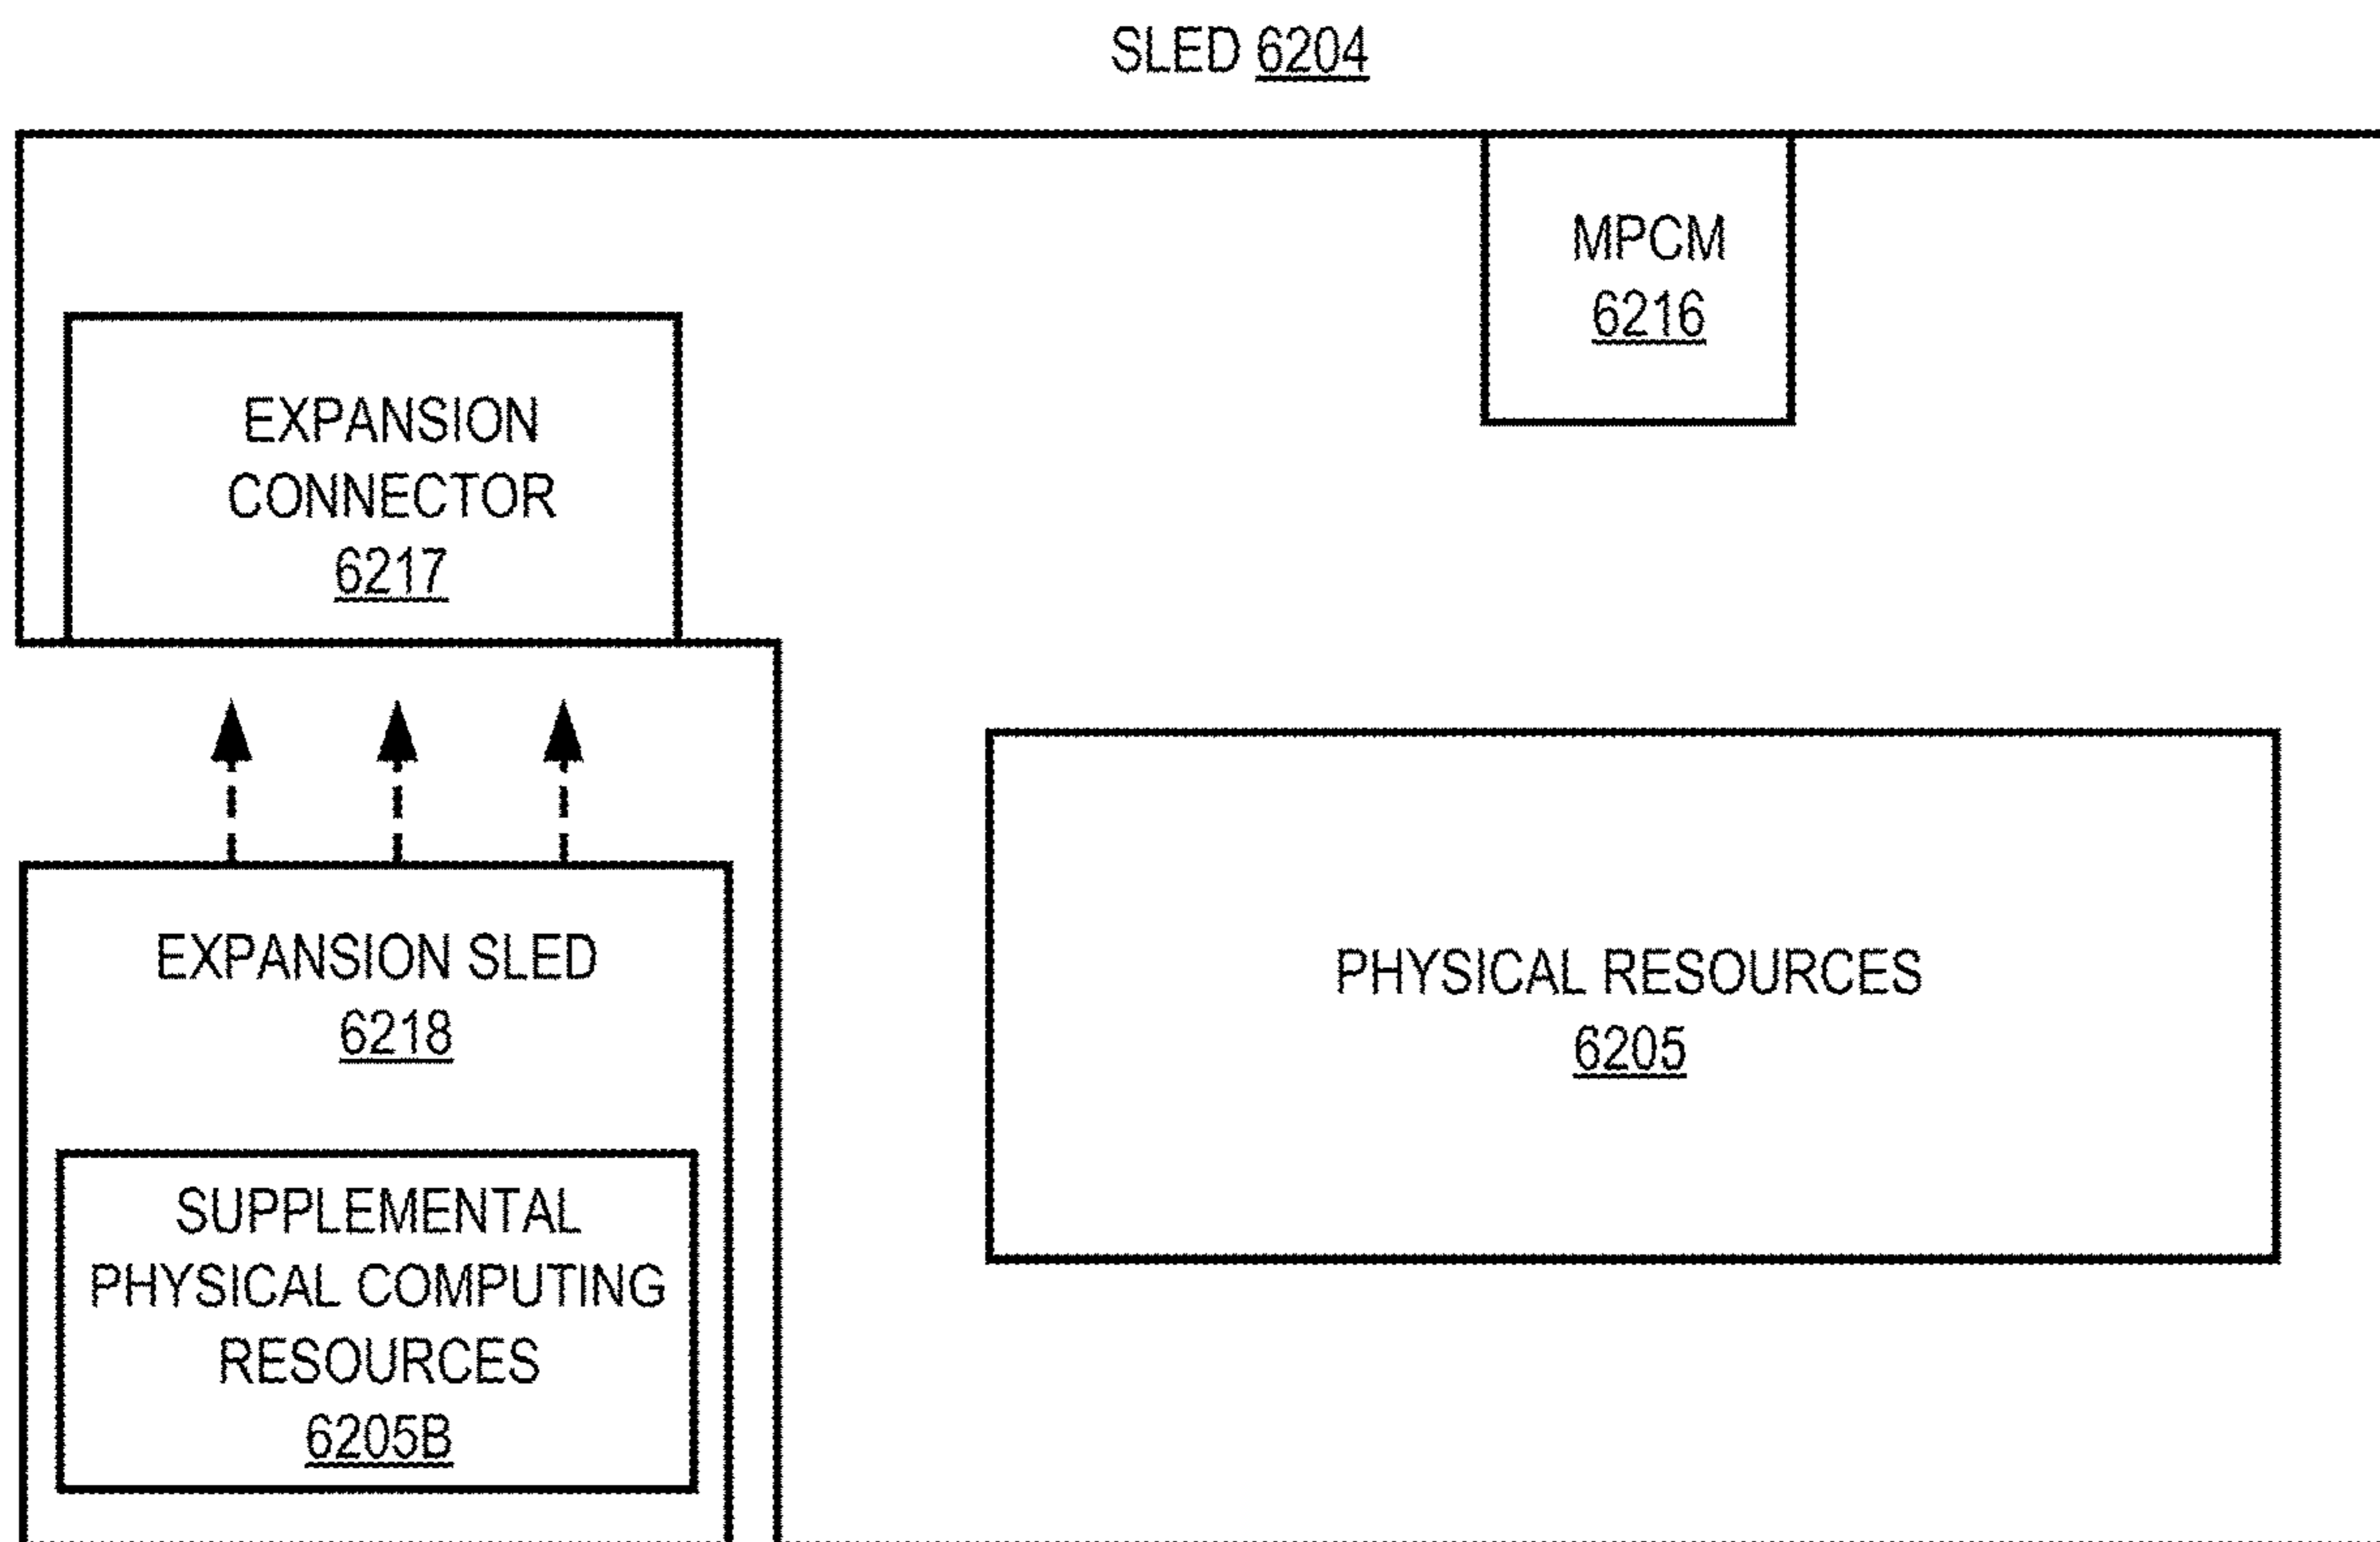 SLED 6204
MPCM
6216
EXPANSION
CONNECTOR
6217
EXPANSION SLED
6218
PHYSICAL RESOURCES
6205
SUPPLEMENTAL
PHYSICAL COMPUTING
RESOURCES
6205B